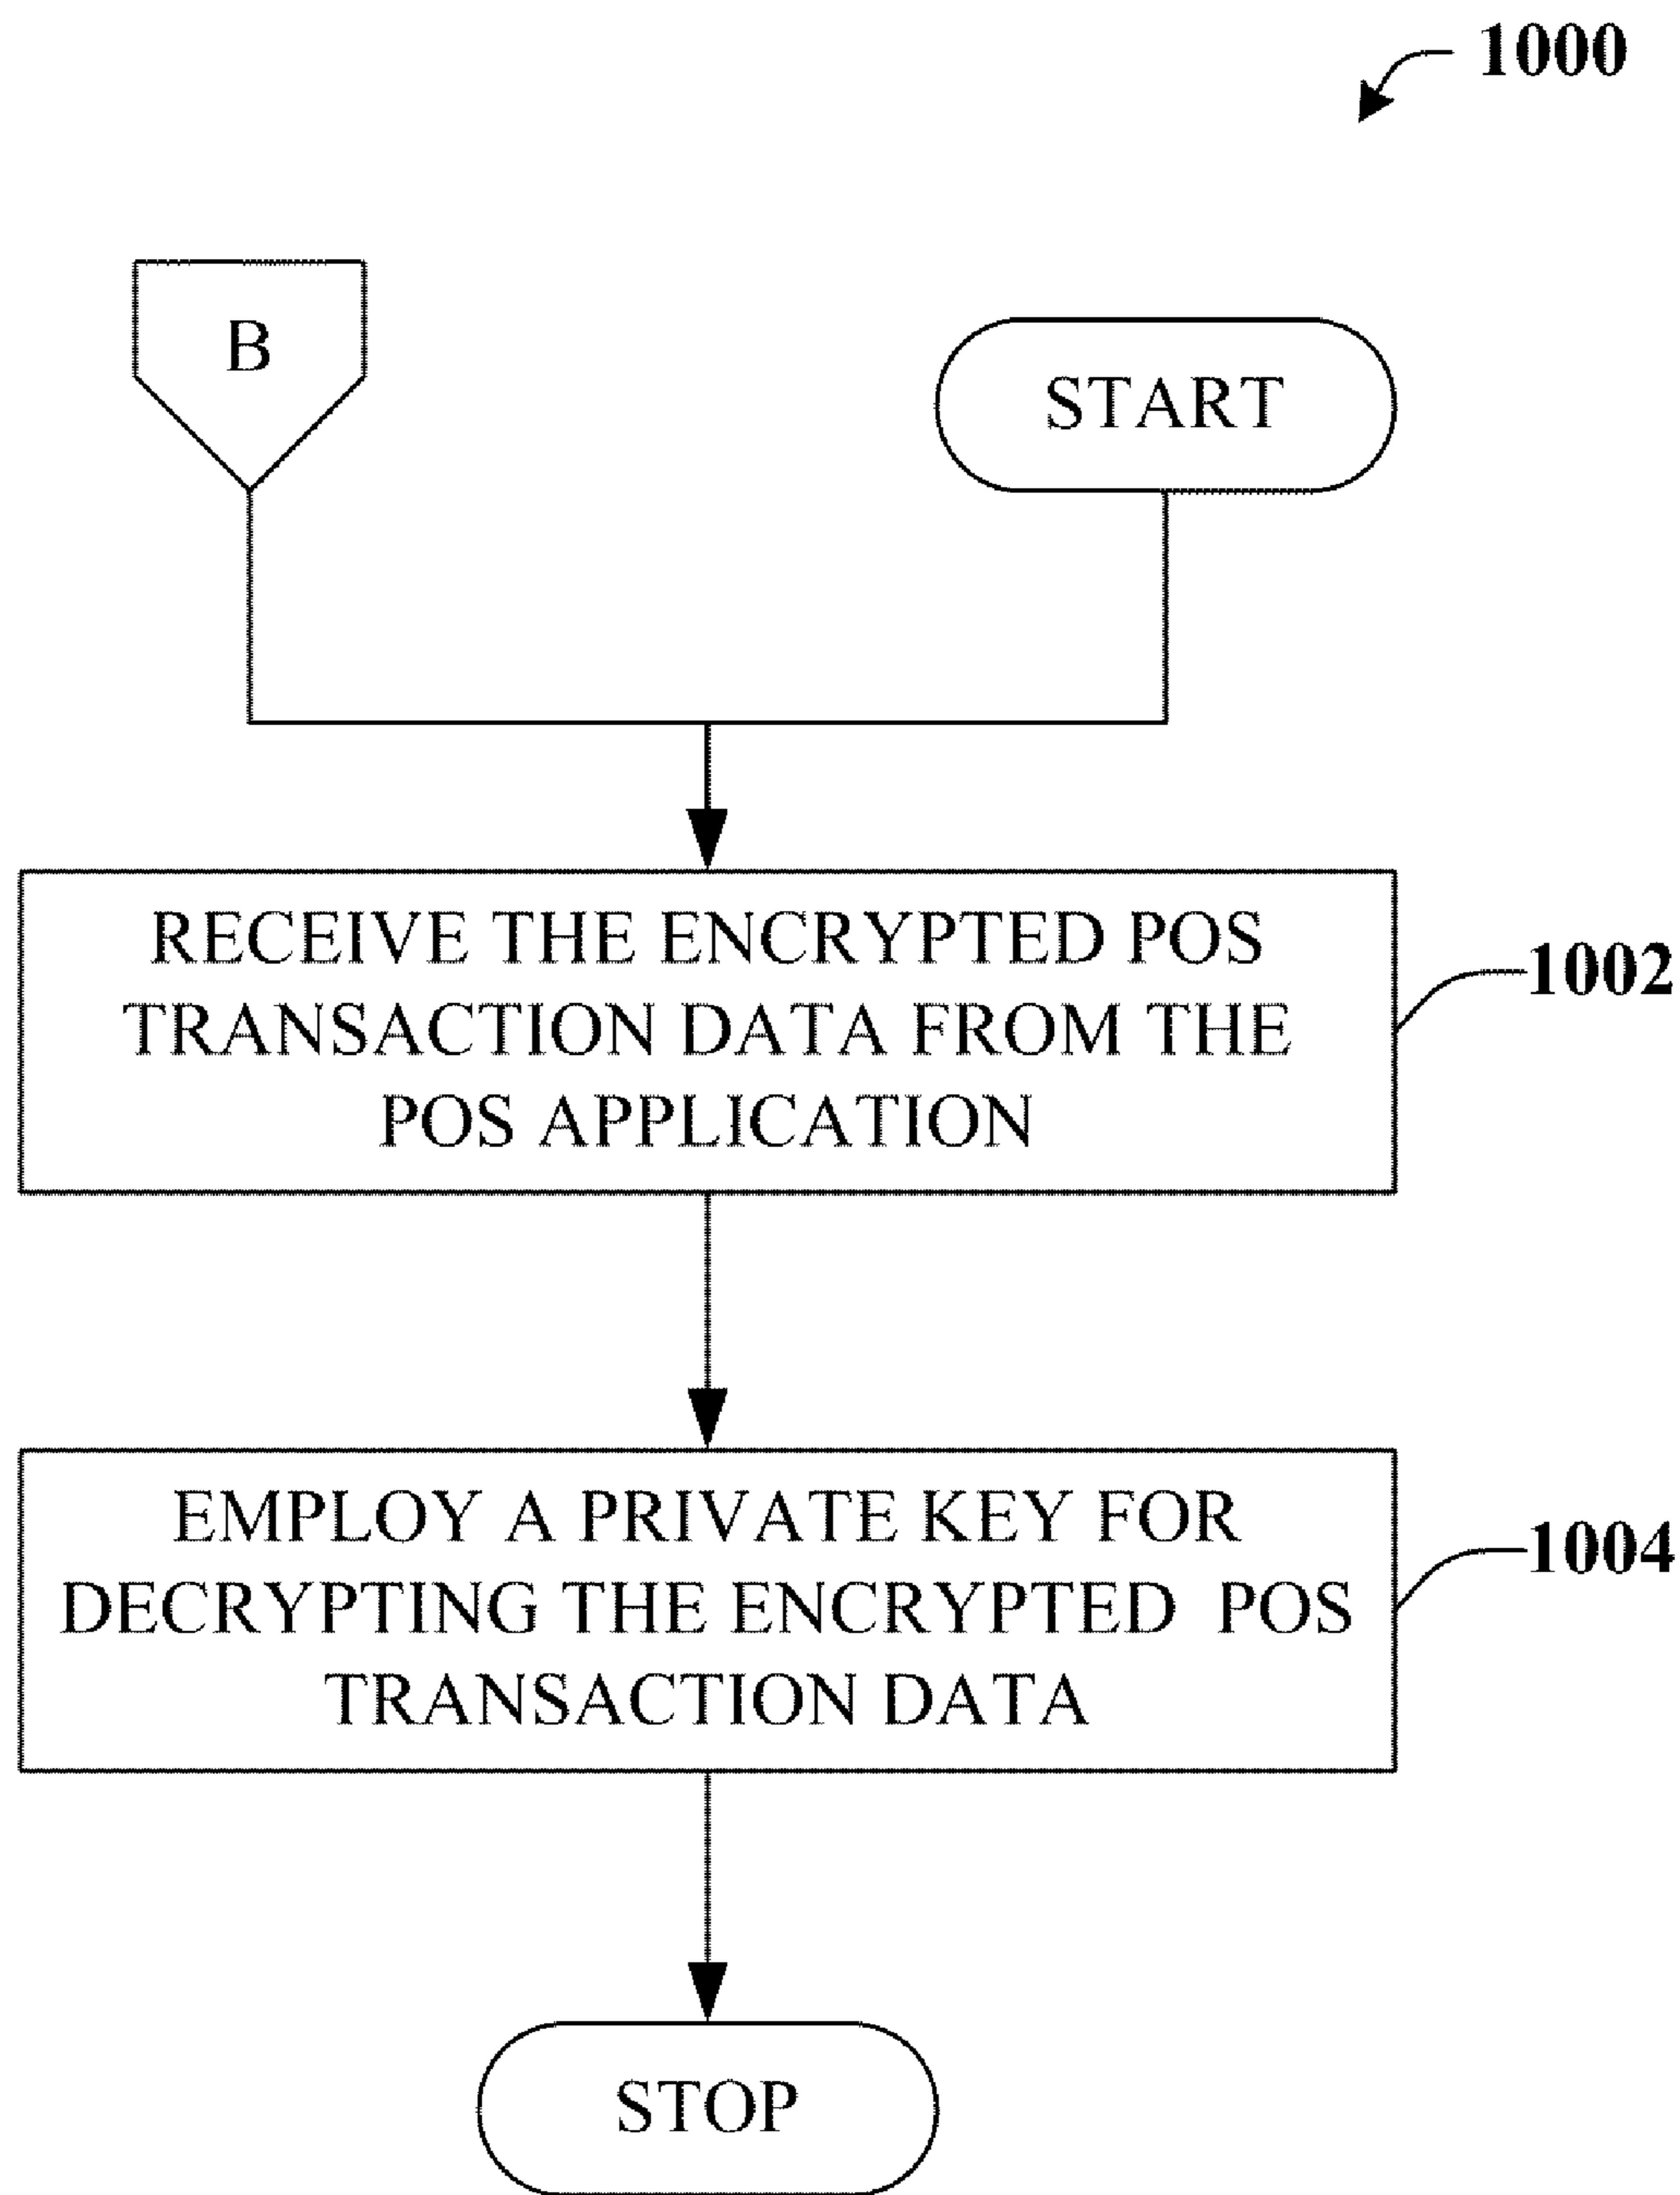 1000
B
START
RECEIVE THE ENCRYPTED POS
TRANSACTION DATA FROM THE
POS APPLICATION
1002
EMPLOY A PRIVATE KEY FOR
DECRYPTING THE ENCRYPTED POS
TRANSACTION DATA
1004
STOP